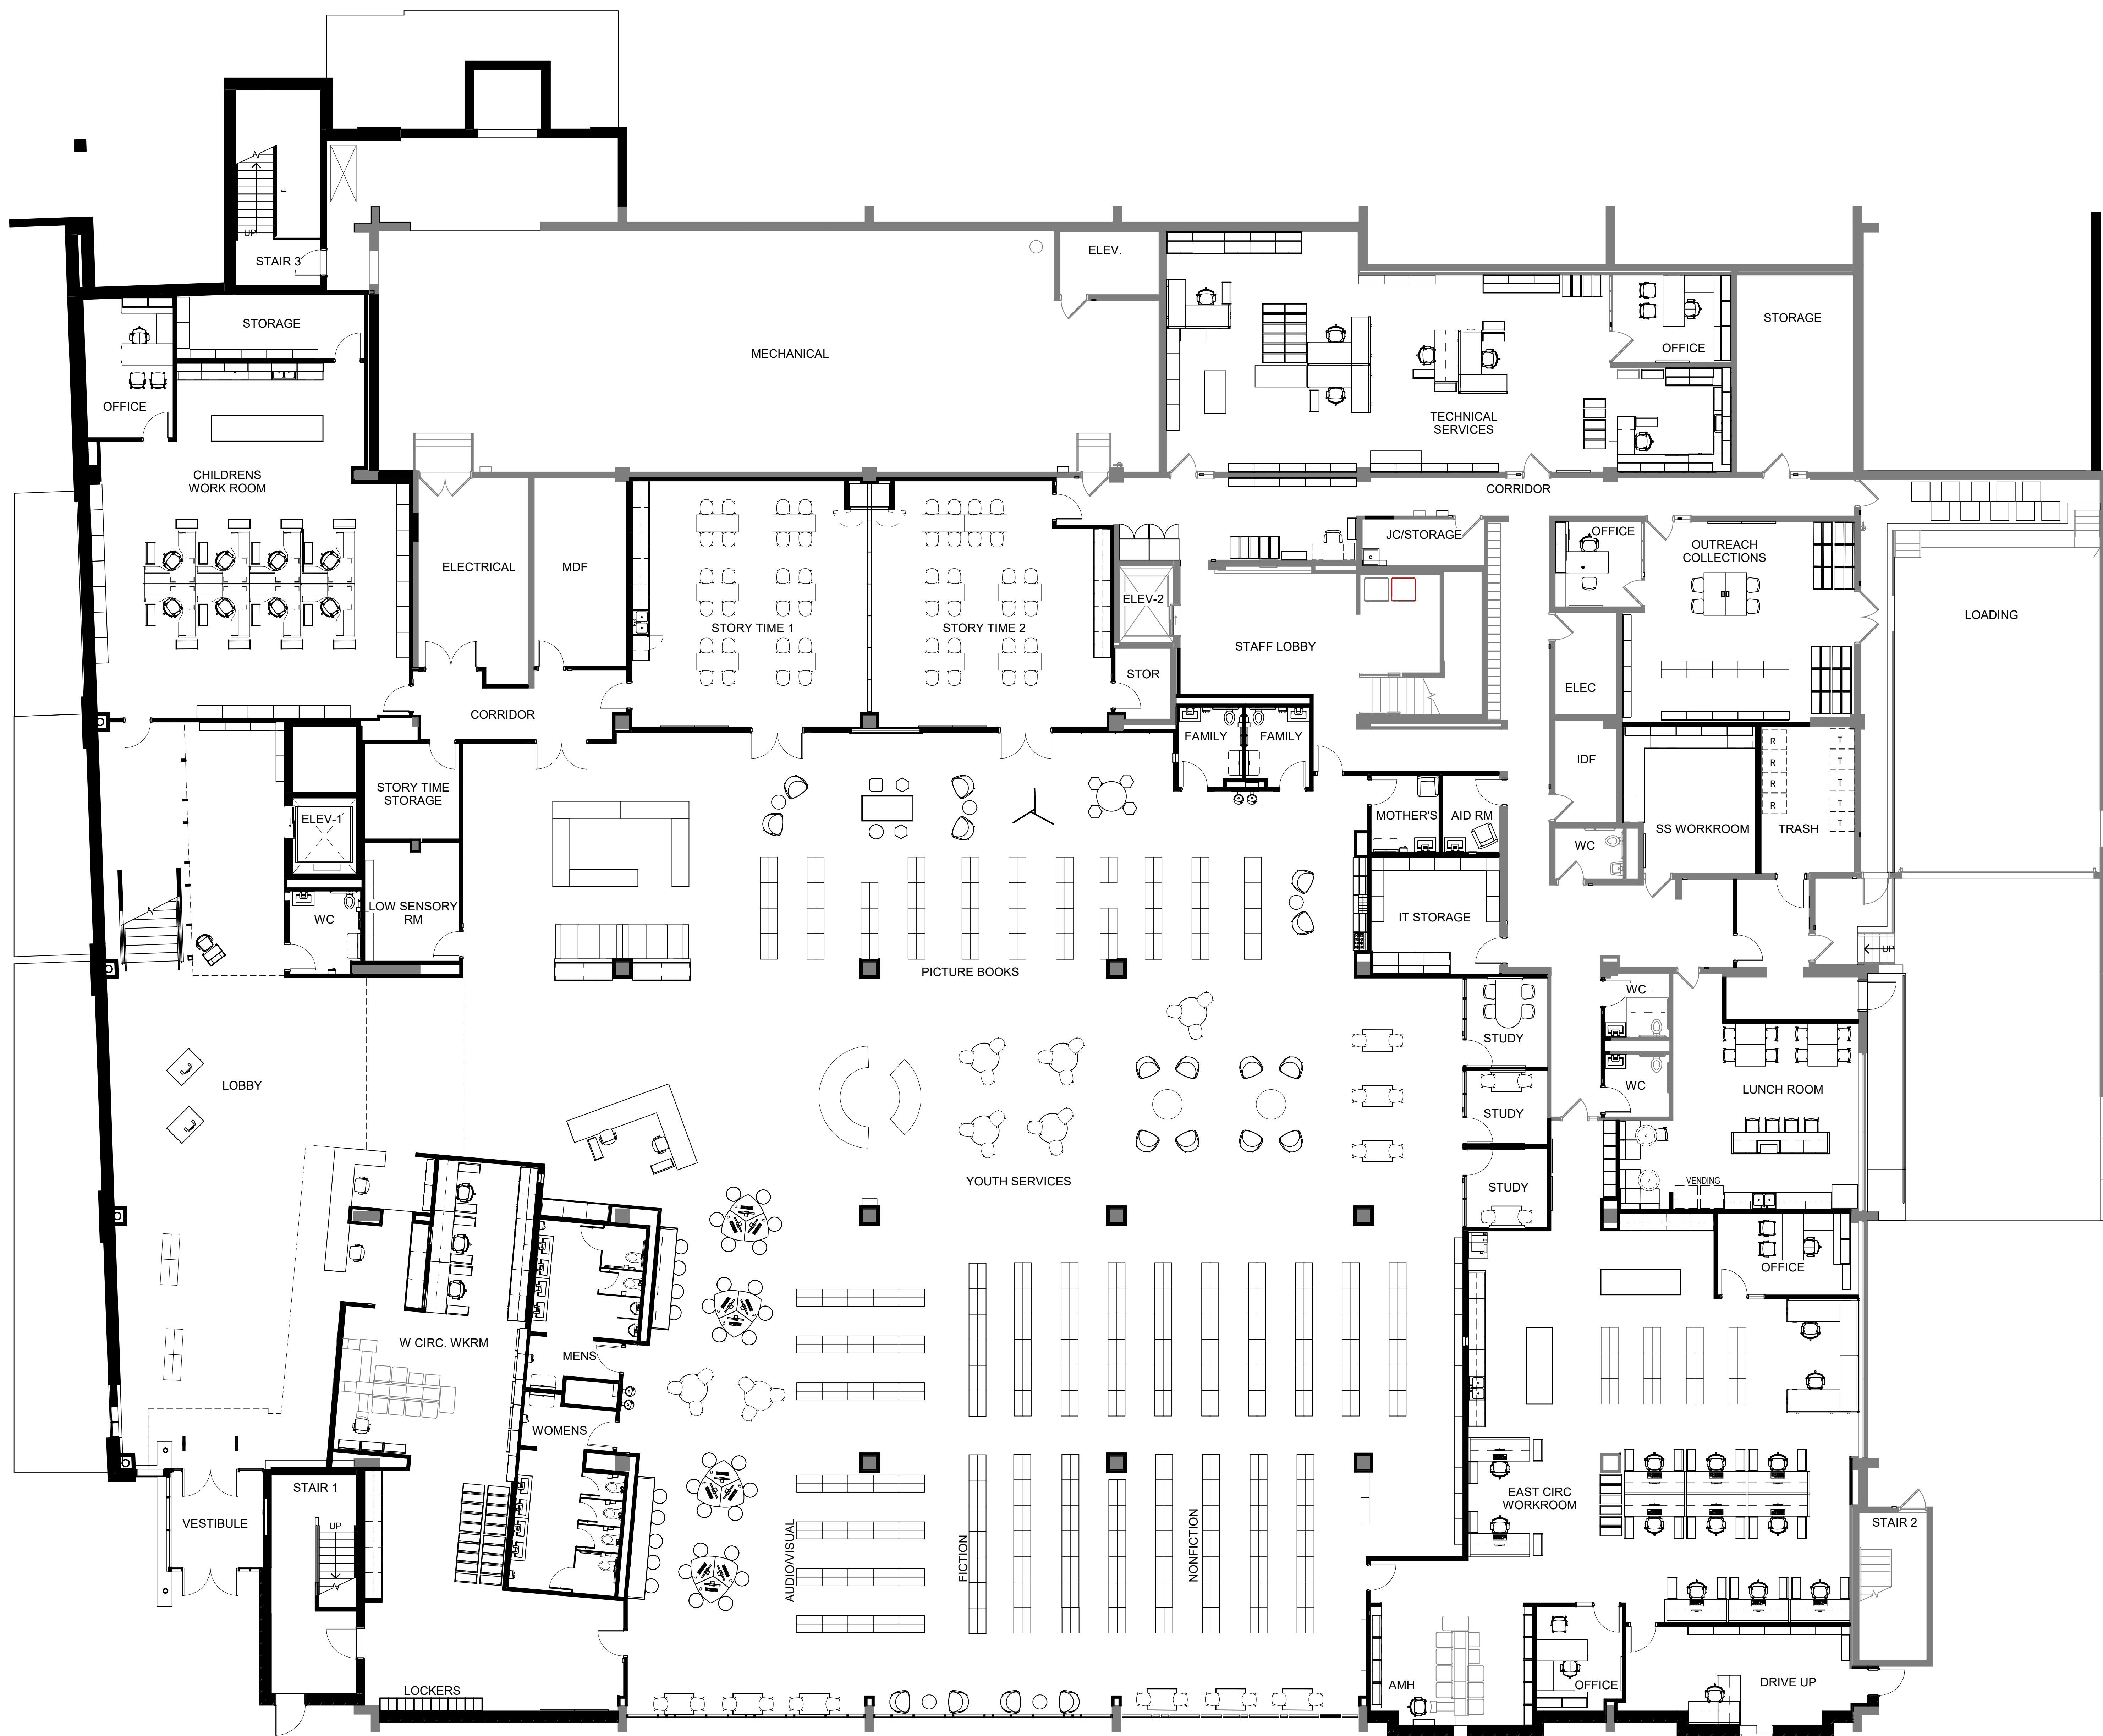 UP
STAIR 3
ELEV.
STORAGE
STORAGE
MECHANICAL
OFFICE
OFFICE
TECHNICAL
SERVICES
CHILDRENS
WORK ROOM
CORRIDOR
OFFICE
JC/STORAGE
OUTREACH
COLLECTIONS
ELECTRICAL
MDF
ELEV-2
LOADING
STORY TIME 1
STORY TIME 2
STAFF LOBBY
STOR
ELEC
CORRIDOR
FAMILY
FAMILY
R
R
R
R
T
T
T
T
T
IDF
STORY TIME
STORAGE
ELEV-1
MOTHER'S
AID RM
SS WORKROOM
TRASH
WC
LOW SENSORY
RM
WC
IT STORAGE
UP
PICTURE BOOKS
WC
STUDY
LOBBY
WC
LUNCH ROOM
STUDY
YOUTH SERVICES
VENDING
STUDY
OFFICE
W CIRC. WKRM
MENS
WOMENS
STAIR 1
UP
VESTIBULE
EAST CIRC
WORKROOM
STAIR 2
AUDIO/VISUAL
FICTION
NONFICTION
LOCKERS
AMH
OFFICE
DRIVE UP